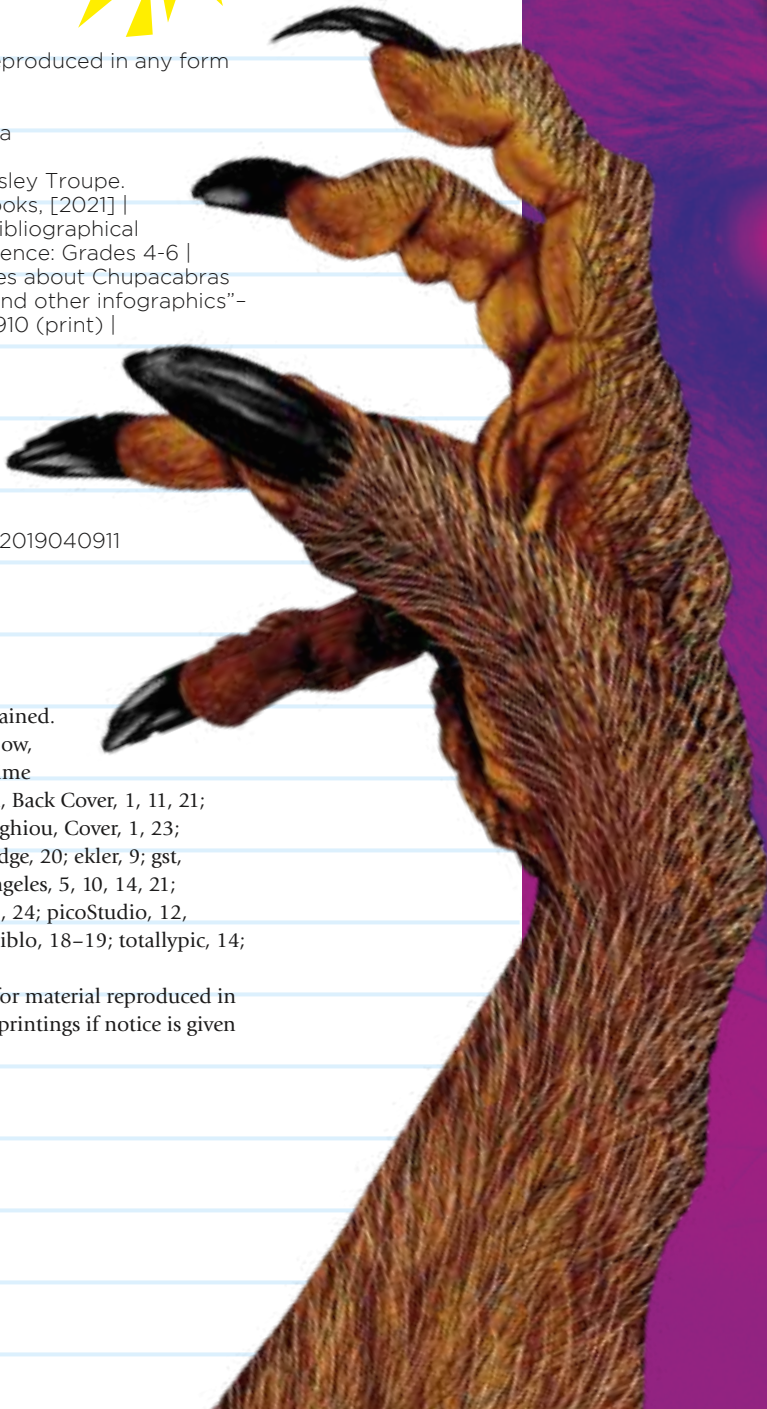 eproduced in any form
a
sley Troupe.
ooks, [2021] |
ibliographical
ence: Grades 4-6 |
es about Chupacabras
nd other infographics”–
910 (print) |
2019040911
ained.
ow,
me
, Back Cover, 1, 11, 21;
ghiou, Cover, 1, 23;
dge, 20; ekler, 9; gst,
geles, 5, 10, 14, 21;
, 24; picoStudio, 12,
iblo, 18–19; totallypic, 14;
for material reproduced in
printings if notice is given